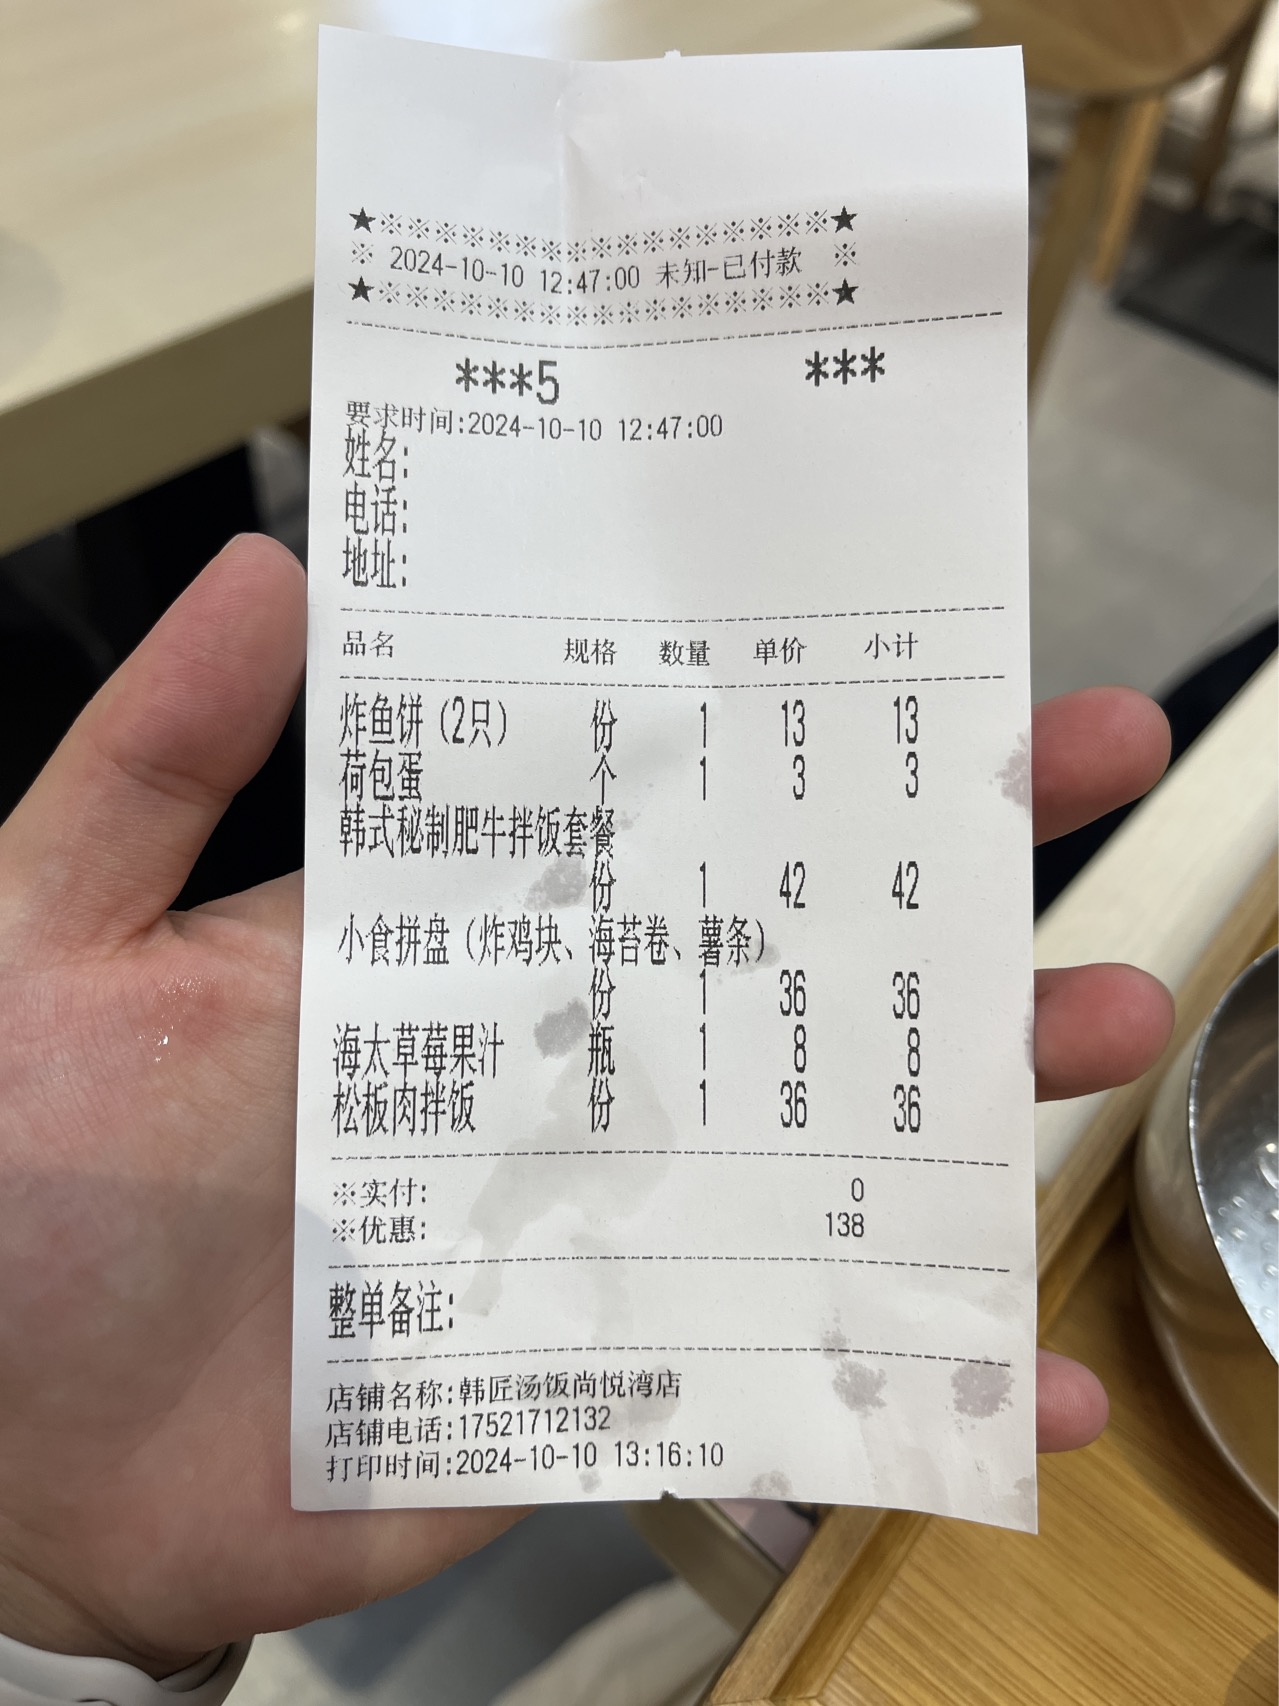 ★※※※※※※※※※※※※※※※※★
※ 2024-10-10 12:47:00 未知-已付款 ※
★※※※※※※※※※※※※※※※※★
***5 ***
要求时间:2024-10-10 12:47:00
姓名:
电话:
地址:
品名 规格 数量 单价 小计
炸鱼饼（2只） 份 1 13 13
荷包蛋 个 1 3 3
韩式秘制肥牛拌饭套餐
份 1 42 42
小食拼盘（炸鸡块、海苔卷、薯条）
份 1 36 36
海太草莓果汁 瓶 1 8 8
松板肉拌饭 份 1 36 36
※实付: 0
※优惠: 138
整单备注:
店铺名称:韩匠汤饭尚悦湾店
店铺电话:17521712132
打印时间:2024-10-10 13:16:10